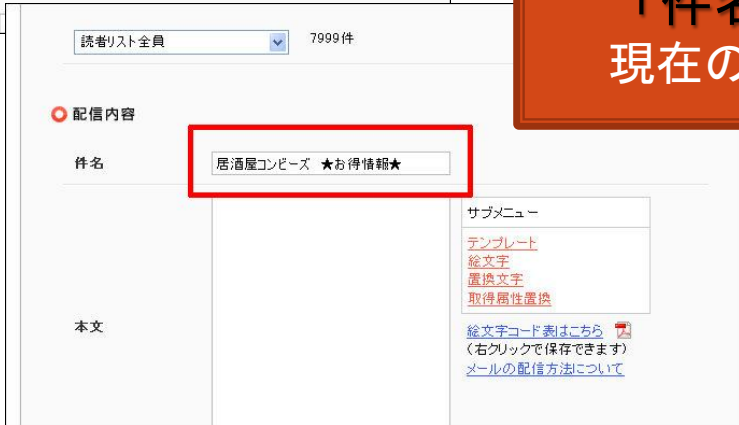 「件名
現在の
読者リスト全員 7999件
配信内容
件名 居酒屋コンビーズ ★お得情報★
サブメニュー
テンプレート
絵文字
置換文字
取得属性置換
本文
絵文字コード表はこちら
(右クリックで保存できます)
メールの配信方法について